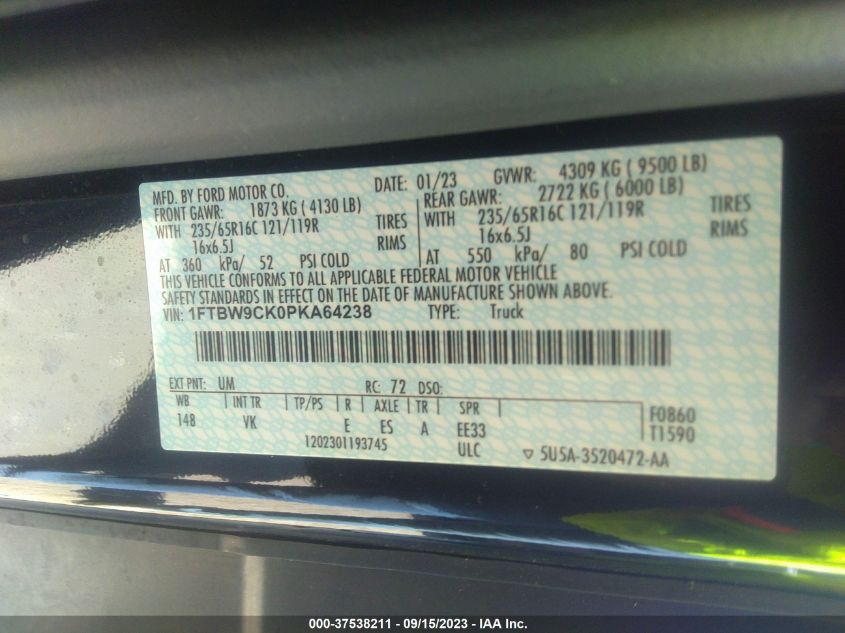 MFD. BY FORD MOTOR CO. DATE: 01/23 GVWR: 4309 KG ( 9500 LB)
FRONT GAWR: 1873 KG ( 4130 LB) REAR GAWR: 2722 KG ( 6000 LB)
WITH 235/65R16C 121/119R TIRES WITH 235/65R16C 121/119R TIRES
16x6.5J RIMS 16x6.5J RIMS
AT 360 kPa/ 52 PSI COLD AT 550 kPa/ 80 PSI COLD
THIS VEHICLE CONFORMS TO ALL APPLICABLE FEDERAL MOTOR VEHICLE
SAFETY STANDARDS IN EFFECT ON THE DATE OF MANUFACTURE SHOWN ABOVE.
VIN: 1FTBW9CK0PKA64238 TYPE: Truck
EXT PNT: UM RC: 72 DSO:
WB INT TR TP/PS R AXLE TR SPR F0860
148 VK E ES A EE33 T1590
1202301193745 ULC ▽ 5U5A-3520472-AA
000-37538211 - 09/15/2023 - IAA Inc.